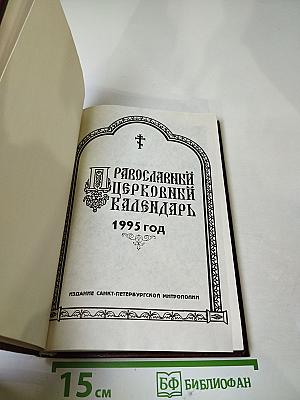 Православный
церковный
календарь
1995 год
ИЗДАНИЕ САНКТ-ПЕТЕРБУРГСКОЙ МИТРОПОЛИИ
15 см
БФ БИБЛИОФАН